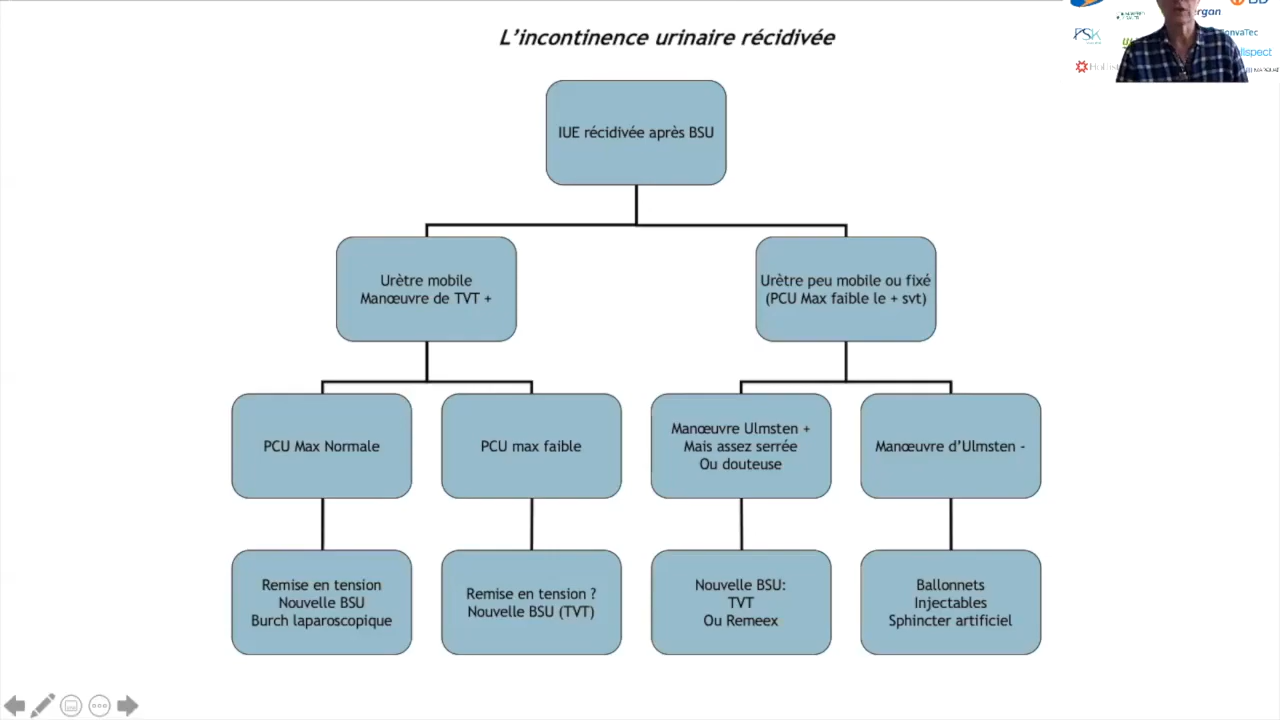 L'incontinence urinaire récidivée
IUE récidivée après BSU
Urètre mobile
Manœuvre de TVT +
Urètre peu mobile ou fixé
(PCU Max faible le + svt)
PCU Max Normale
PCU max faible
Manœuvre Ulmsten +
Mais assez serrée
Ou douteuse
Manœuvre d'Ulmsten -
Remise en tension
Nouvelle BSU
Burch laparoscopique
Remise en tension ?
Nouvelle BSU (TVT)
Nouvelle BSU:
TVT
Ou Remeex
Ballonnets
Injectables
Sphincter artificiel
PSK